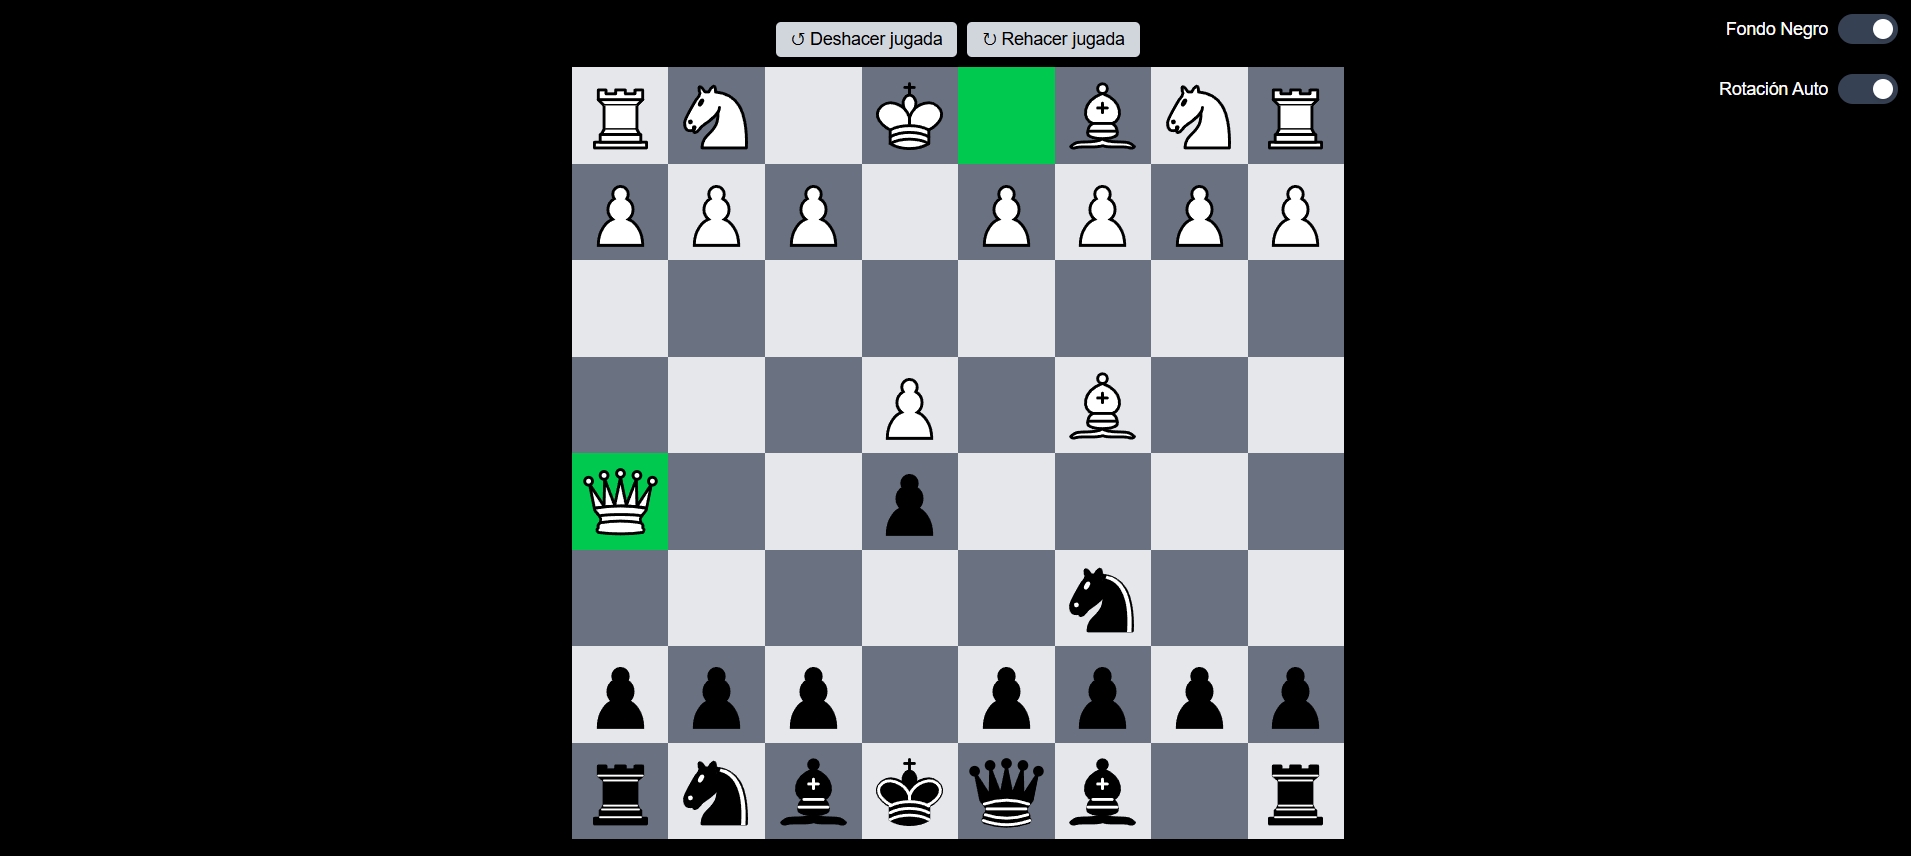 ↺ Deshacer jugada
↻ Rehacer jugada
Fondo Negro
Rotación Auto